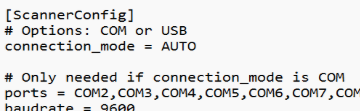 [ScannerConfig]
# Options: COM or USB
connection_mode = AUTO
# Only needed if connection_mode is COM
ports = COM2,COM3,COM4,COM5,COM6,COM7,COM
baudrate = 9600